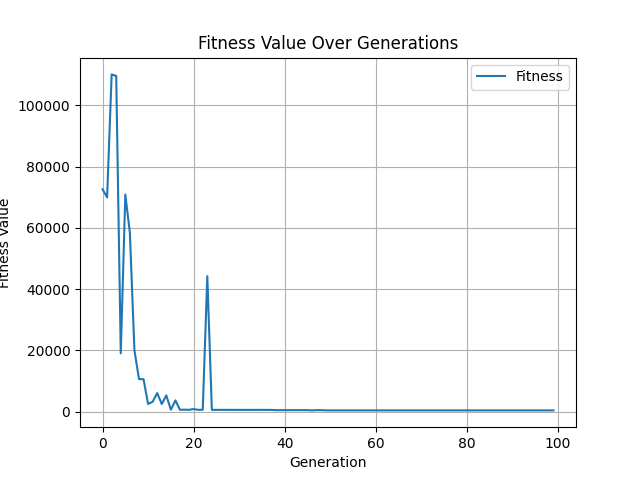 Fitness Value Over Generations
Fitness
100000
80000
60000
40000
20000
0
Fitness Value
0 20 40 60 80 100
Generation